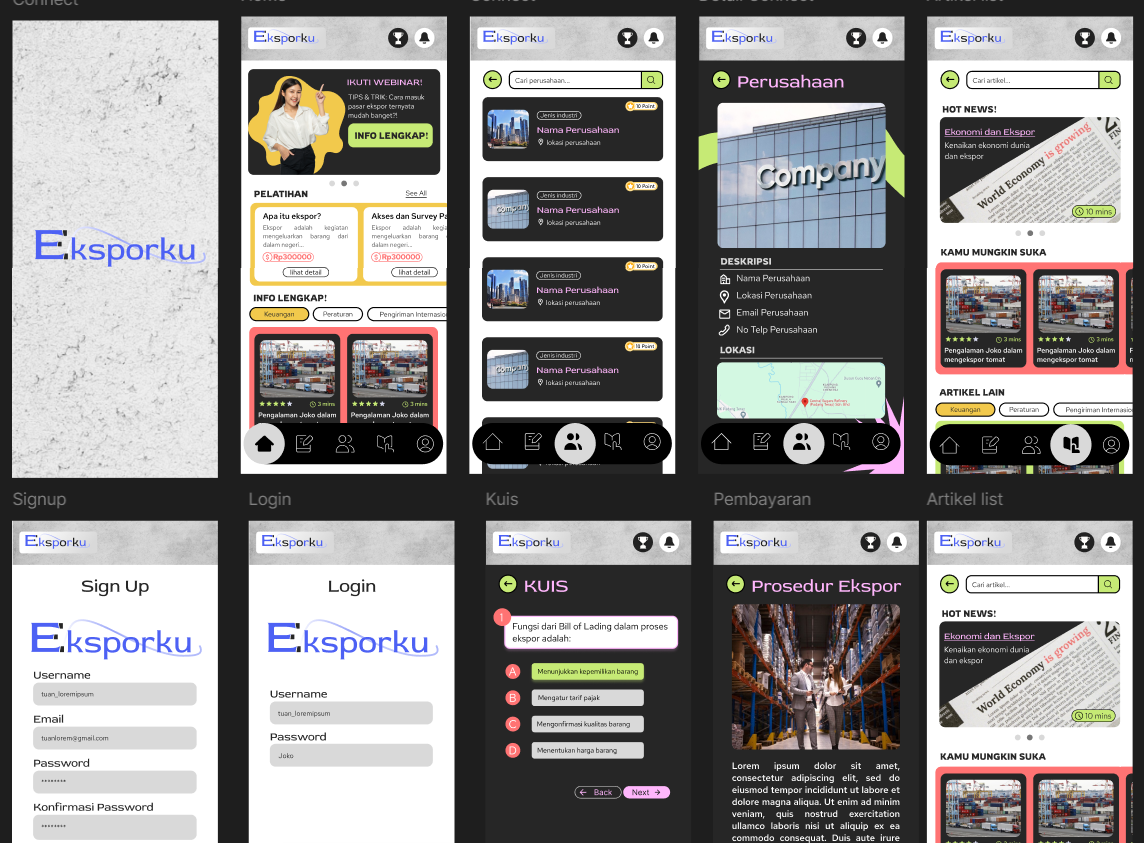 Connect
Home
Connect
Detail Connect
Artikel list
Eksporku
Eksporku
IKUTI WEBINAR!
TIPS & TRIK: Cara masuk
pasar ekspor ternyata
mudah banget?!
INFO LENGKAP!
PELATIHAN
See All
Apa itu ekspor?
Ekspor adalah kegiatan
mengeluarkan barang dari
dalam negeri...
$ Rp300000
lihat detail
Akses dan Survey Pa
Ekspor adalah kegiatan
mengeluarkan barang
dalam negeri...
$ Rp300000
lihat detail
INFO LENGKAP!
Keuangan
Peraturan
Pengiriman Internasio
3 mins
Pengalaman Joko dalam
3 mins
Pengalaman Joko dalam
Eksporku
Cari perusahaan...
10 Point
Jenis industri
Nama Perusahaan
lokasi perusahaan
10 Point
Company
Jenis industri
Nama Perusahaan
lokasi perusahaan
10 Point
Jenis industri
Nama Perusahaan
lokasi perusahaan
10 Point
Company
Jenis industri
Nama Perusahaan
lokasi perusahaan
Eksporku
Perusahaan
Company
DESKRIPSI
Nama Perusahaan
Lokasi Perusahaan
Email Perusahaan
No Telp Perusahaan
LOKASI
Eksporku
Cari artikel...
HOT NEWS!
Ekonomi dan Ekspor
Kenaikan ekonomi dunia
dan ekspor
World Economy is growing
10 mins
KAMU MUNGKIN SUKA
3 mins
Pengalaman Joko dalam
mengekspor tomat
3 mins
Pengalaman Joko dalam
mengekspor tomat
ARTIKEL LAIN
Keuangan
Peraturan
Pengiriman Internasio
Signup
Login
Kuis
Pembayaran
Artikel list
Eksporku
Sign Up
Eksporku
Username
tuan_loremipsum
Email
tuanlorem@gmail.com
Password
********
Konfirmasi Password
********
Eksporku
Login
Eksporku
Username
tuan_loremipsum
Password
Joko
Eksporku
KUIS
1
Fungsi dari Bill of Lading dalam proses
ekspor adalah:
A Menunjukkan kepemilikan barang
B Mengatur tarif pajak
C Mengonfirmasi kualitas barang
D Menentukan harga barang
← Back
Next →
Eksporku
Prosedur Ekspor
Lorem ipsum dolor sit amet,
consectetur adipiscing elit, sed do
eiusmod tempor incididunt ut labore et
dolore magna aliqua. Ut enim ad minim
veniam, quis nostrud exercitation
ullamco laboris nisi ut aliquip ex ea
commodo consequat. Duis aute irure
Eksporku
Cari artikel...
HOT NEWS!
Ekonomi dan Ekspor
Kenaikan ekonomi dunia
dan ekspor
World Economy is growing
10 mins
KAMU MUNGKIN SUKA